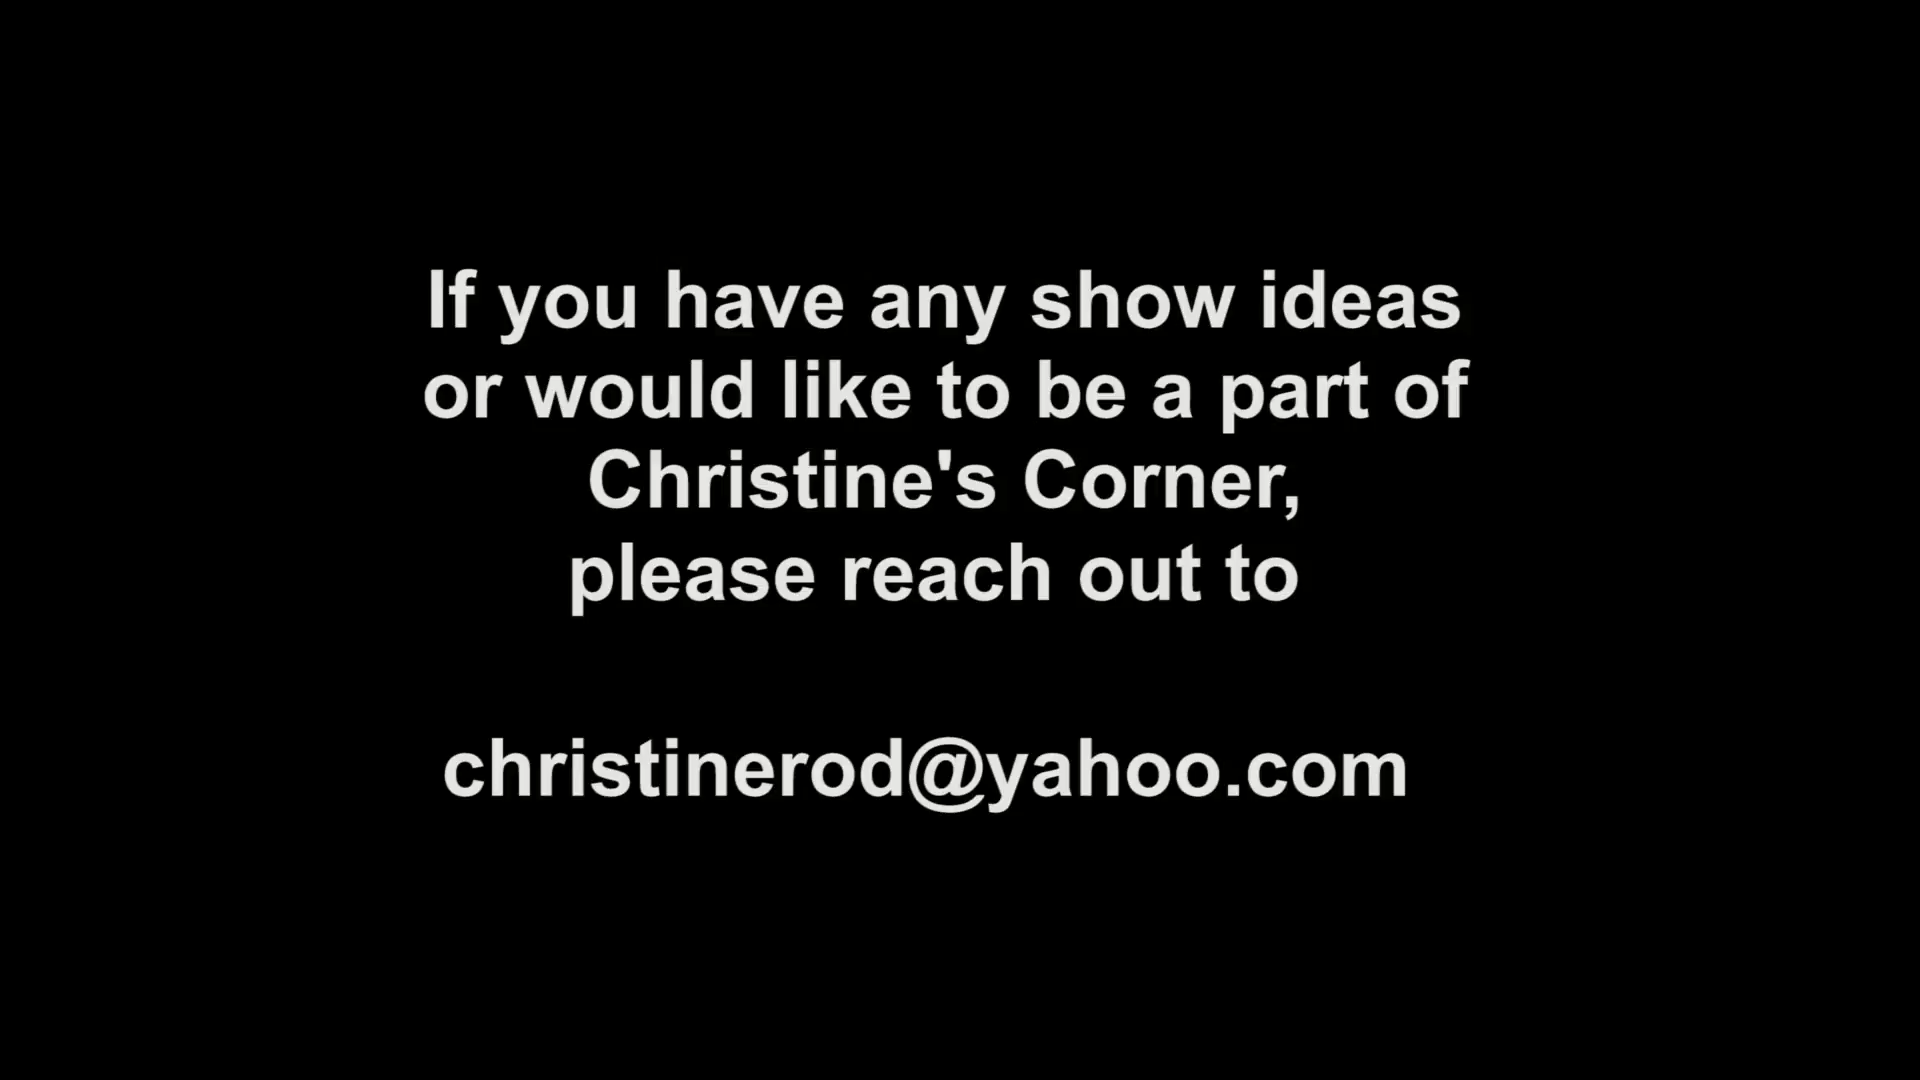 If you have any show ideas
or would like to be a part of
Christine's Corner,
please reach out to
christinerod@yahoo.com